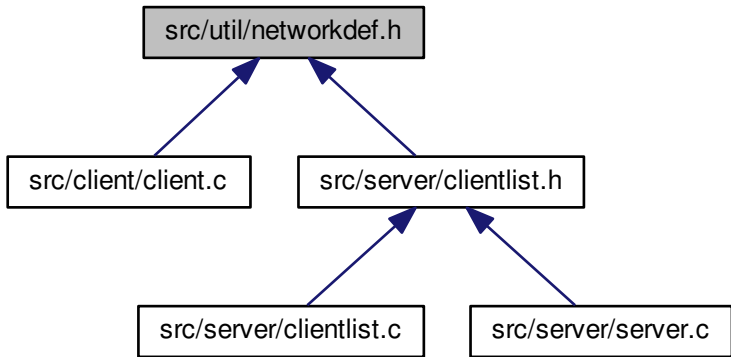 src/util/networkdef.h
src/client/client.c
src/server/clientlist.h
src/server/clientlist.c
src/server/server.c